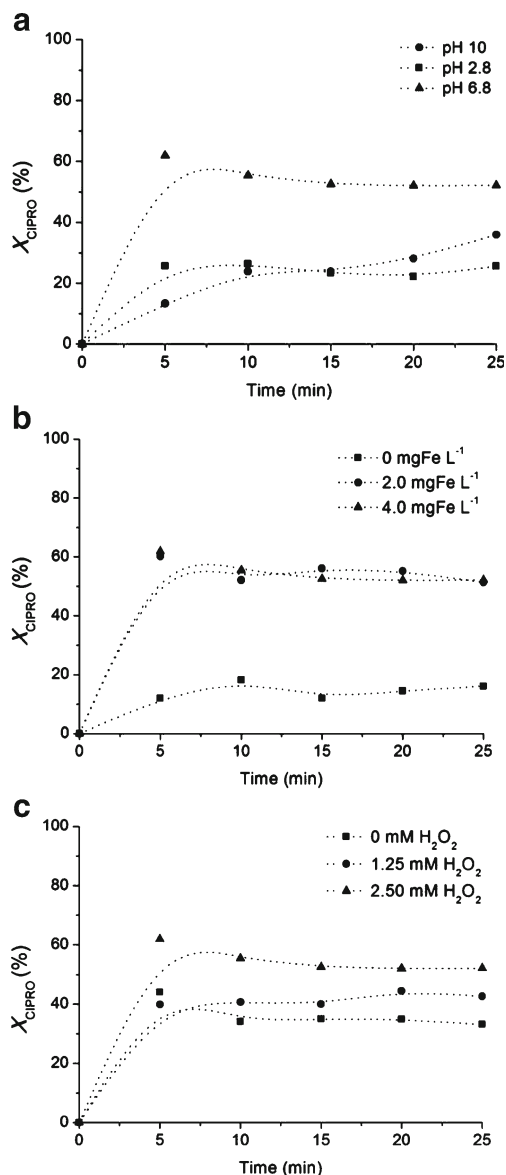 a
100
80
60
40
20
0
X_CIPRO (%)
pH 10
pH 2.8
pH 6.8
0 5 10 15 20 25
Time (min)
b
100
80
60
40
20
0
X_CIPRO (%)
0 mgFe L⁻¹
2.0 mgFe L⁻¹
4.0 mgFe L⁻¹
0 5 10 15 20 25
Time (min)
c
100
80
60
40
20
0
X_CIPRO (%)
0 mM H₂O₂
1.25 mM H₂O₂
2.50 mM H₂O₂
0 5 10 15 20 25
Time (min)